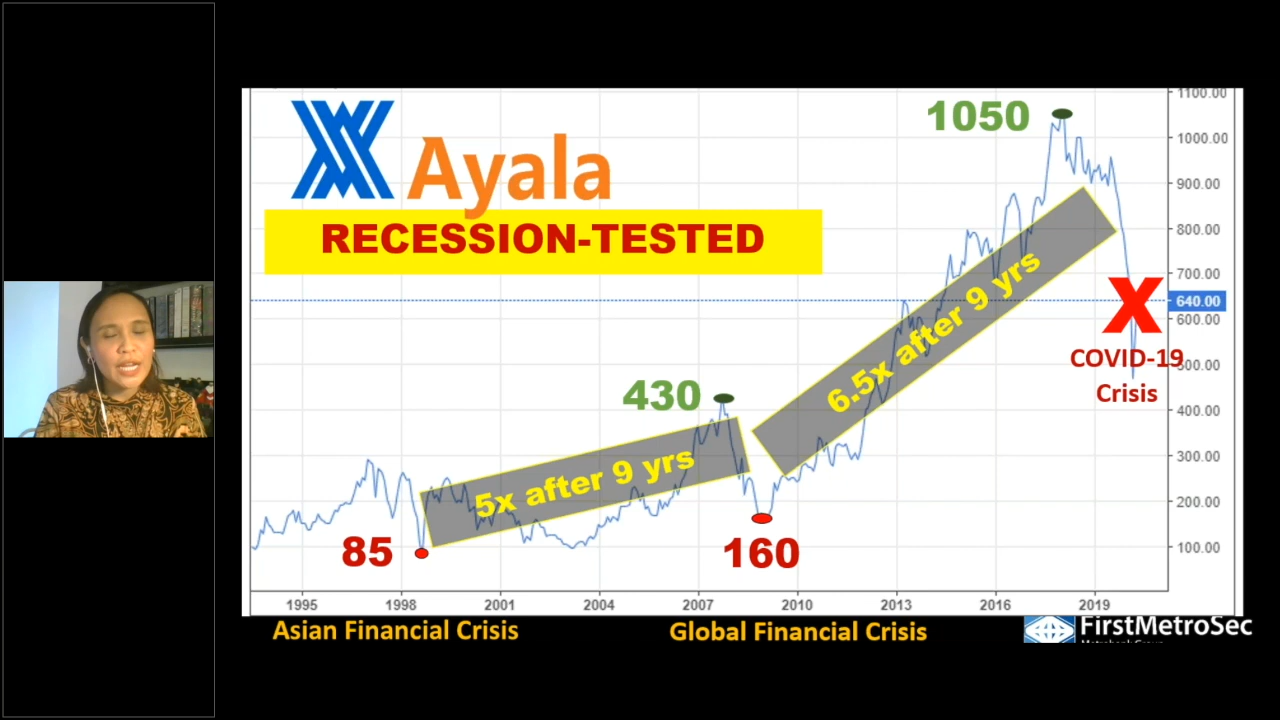 Ayala
RECESSION-TESTED
1050
430
85
160
5x after 9 yrs
6.5x after 9 yrs
COVID-19
Crisis
1100.00
1000.00
900.00
800.00
700.00
640.00
600.00
500.00
400.00
300.00
200.00
100.00
1995 1998 2001 2004 2007 2010 2013 2016 2019
Asian Financial Crisis
Global Financial Crisis
FirstMetroSec